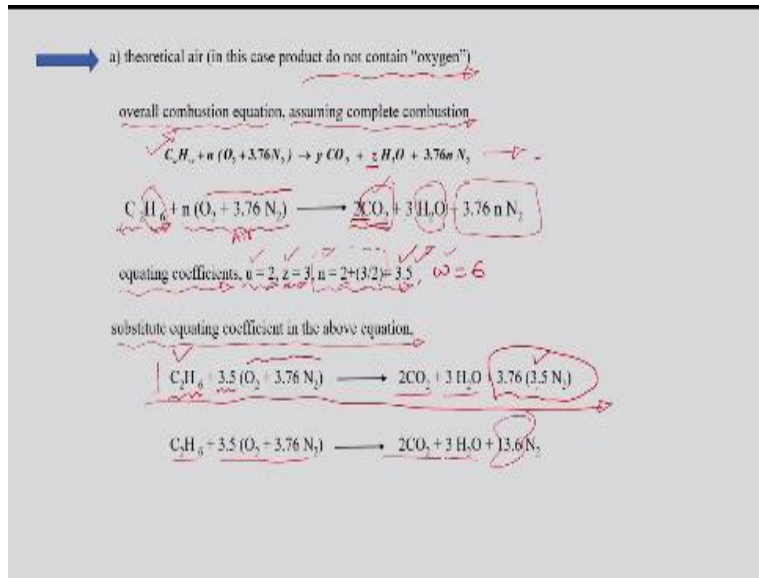 a) theoretical air (in this case product do not contain "oxygen")
overall combustion equation, assuming complete combustion
CᵤH + n (O₂ + 3.76N₂) → y CO₂ + z H₂O + 3.76n N₂
C₂H₆ + n (O₂ + 3.76 N₂) → 2CO₂ + 3 H₂O + 3.76 n N₂
AIR
equating coefficients, u = 2, z = 3, n = 2+(3/2)= 3.5, w = 6
substitute equating coefficient in the above equation,
1 C₂H₆ + 3.5 (O₂ + 3.76 N₂) → 2CO₂ + 3 H₂O + 3.76 (3.5 N₂)
C₂H₆ + 3.5 (O₂ + 3.76 N₂) → 2CO₂ + 3 H₂O + 13.6 N₂